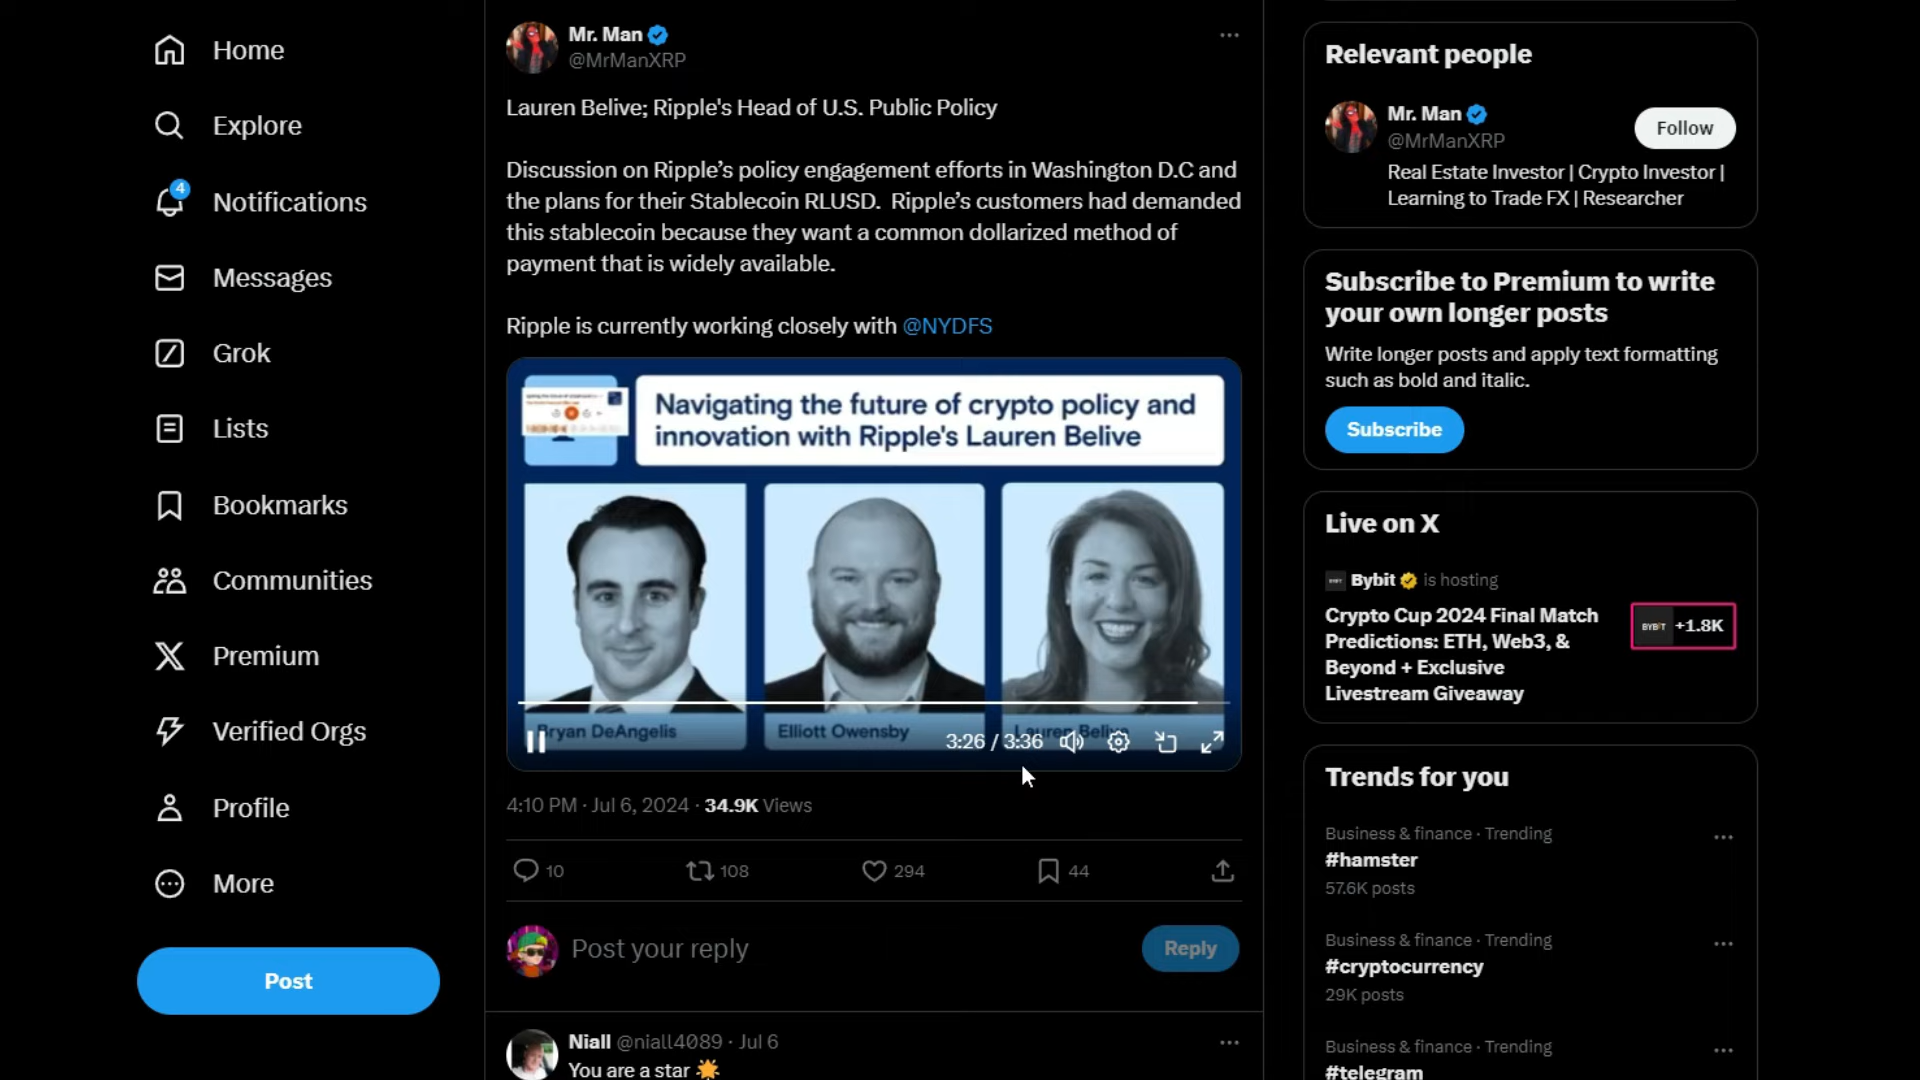 Home
Explore
4
Notifications
Messages
Grok
Lists
Bookmarks
Communities
Premium
Verified Orgs
Profile
More
Post
Mr. Man
@MrManXRP
Lauren Belive; Ripple's Head of U.S. Public Policy
Discussion on Ripple’s policy engagement efforts in Washington D.C and
the plans for their Stablecoin RLUSD.  Ripple’s customers had demanded
this stablecoin because they want a common dollarized method of
payment that is widely available.
Ripple is currently working closely with @NYDFS
Navigating the future of crypto policy and
innovation with Ripple's Lauren Belive
Bryan DeAngelis
Elliott Owensby
Lauren Belive
3:26 / 3:36
4:10 PM · Jul 6, 2024 · 34.9K Views
10
108
294
44
Post your reply
Reply
Niall @niall4089 · Jul 6
You are a star
Relevant people
Mr. Man
@MrManXRP
Follow
Real Estate Investor | Crypto Investor |
Learning to Trade FX | Researcher
Subscribe to Premium to write
your own longer posts
Write longer posts and apply text formatting
such as bold and italic.
Subscribe
Live on X
Bybit is hosting
Crypto Cup 2024 Final Match
Predictions: ETH, Web3, &
Beyond + Exclusive
Livestream Giveaway
BYBIT +1.8K
Trends for you
Business & finance · Trending
#hamster
57.6K posts
Business & finance · Trending
#cryptocurrency
29K posts
Business & finance · Trending
#telegram